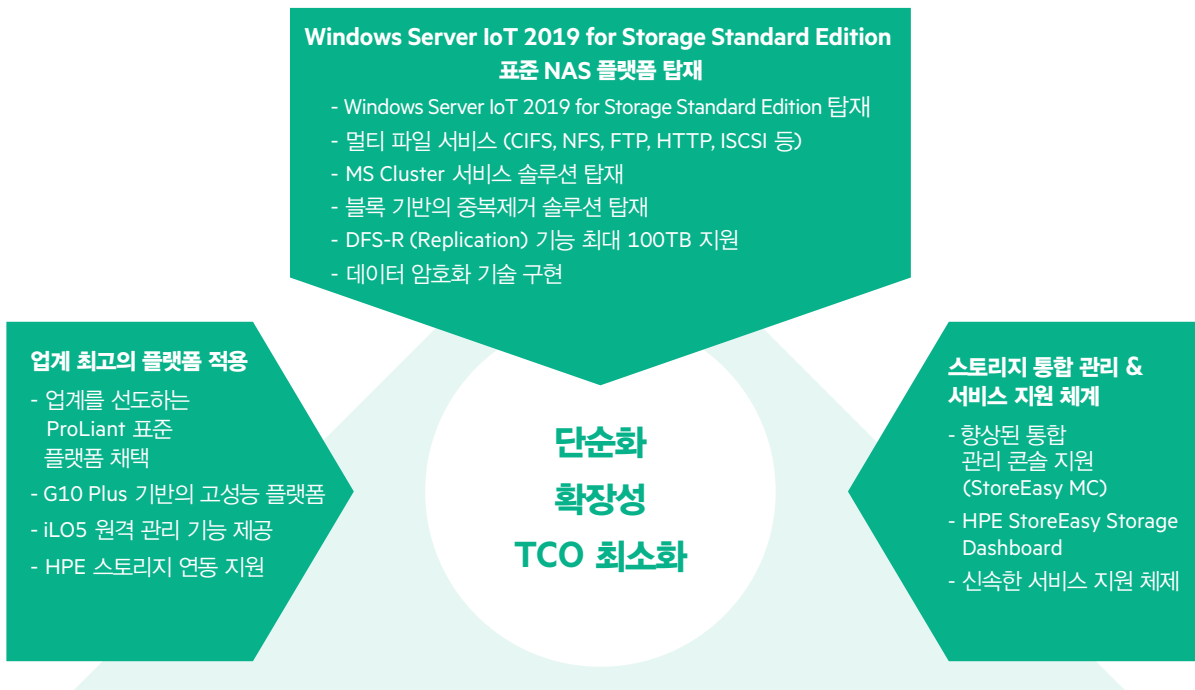 Windows Server IoT 2019 for Storage Standard Edition
표준 NAS 플랫폼 탑재
- Windows Server IoT 2019 for Storage Standard Edition 탑재
- 멀티 파일 서비스 (CIFS, NFS, FTP, HTTP, ISCSI 등)
- MS Cluster 서비스 솔루션 탑재
- 블록 기반의 중복제거 솔루션 탑재
- DFS-R (Replication) 기능 최대 100TB 지원
- 데이터 암호화 기술 구현
업계 최고의 플랫폼 적용
- 업계를 선도하는
ProLiant 표준
플랫폼 채택
- G10 Plus 기반의 고성능 플랫폼
- iLO5 원격 관리 기능 제공
- HPE 스토리지 연동 지원
단순화
확장성
TCO 최소화
스토리지 통합 관리 &
서비스 지원 체계
- 향상된 통합
관리 콘솔 지원
(StoreEasy MC)
- HPE StoreEasy Storage
Dashboard
- 신속한 서비스 지원 체제